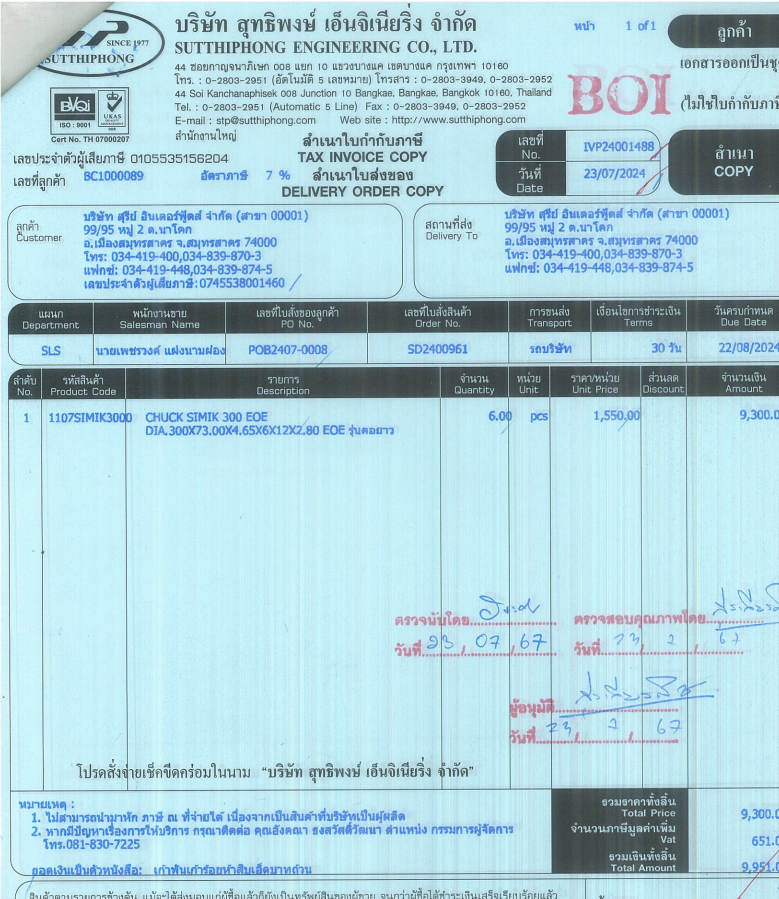 บริษัท สุทธิพงษ์ เอ็นจิเนียริ่ง จำกัด
SUTTHIPHONG ENGINEERING CO., LTD.
SINCE 1977
SUTTHIPHONG
44 ซอยกาญจนาภิเษก 008 แยก 10 แขวงบางแค เขตบางแค กรุงเทพฯ 10160
โทร. : 0-2803-2951 (อัตโนมัติ 5 เลขหมาย) โทรสาร : 0-2803-3949, 0-2803-2952
44 Soi Kanchanaphisek 008 Junction 10 Bangkae, Bangkae, Bangkok 10160, Thailand
Tel. : 0-2803-2951 (Automatic 5 Line) Fax : 0-2803-3949, 0-2803-2952
E-mail : stp@sutthiphong.com Web site : http://www.sutthiphong.com
สำนักงานใหญ่
หน้า 1 of 1
ลูกค้า
เอกสารออกเป็นชุ
(ไม่ใช่ใบกำกับภาษี
BOI
BVQi
ISO : 9001
UKAS
Cert No. TH 07000207
เลขประจำตัวผู้เสียภาษี 0105535156204
เลขที่ลูกค้า BC1000089 อัตราภาษี 7 %
สำเนาใบกำกับภาษี
TAX INVOICE COPY
สำเนาใบส่งของ
DELIVERY ORDER COPY
เลขที่ No. IVP24001488
วันที่ Date 23/07/2024
สำเนา
COPY
ลูกค้า
Customer
บริษัท สุรีย์ อินเตอร์ฟู้ดส์ จำกัด (สาขา 00001)
99/95 หมู่ 2 ต.นาโคก
อ.เมืองสมุทรสาคร จ.สมุทรสาคร 74000
โทร: 034-419-400,034-839-870-3
แฟกซ์: 034-419-448,034-839-874-5
เลขประจำตัวผู้เสียภาษี:0745538001460
สถานที่ส่ง
Delivery To
บริษัท สุรีย์ อินเตอร์ฟู้ดส์ จำกัด (สาขา 00001)
99/95 หมู่ 2 ต.นาโคก
อ.เมืองสมุทรสาคร จ.สมุทรสาคร 74000
โทร: 034-419-400,034-839-870-3
แฟกซ์: 034-419-448,034-839-874-5
แผนก พนักงานขาย เลขที่ใบสั่งของลูกค้า เลขที่ใบสั่งสินค้า การขนส่ง เงื่อนไขการชำระเงิน วันครบกำหนด
Department Salesman Name PO No. Order No. Transport Terms Due Date
SLS นายเพชรวงค์ แฝงนามผ่อง POB2407-0008 SD2400961 รถบริษัท 30 วัน 22/08/2024
ลำดับ รหัสสินค้า รายการ จำนวน หน่วย ราคา/หน่วย ส่วนลด จำนวนเงิน
No. Product Code Description Quantity Unit Unit Price Discount Amount
1 1107SIMIK3000 CHUCK SIMIK 300 EOE 6.00 pcs 1,550.00 9,300.0
DIA.300X73.00X4.65X6X12X2.80 EOE รุ่นคอยาว
ตรวจนับโดย
วันที่ 23 / 07 / 67
ตรวจสอบคุณภาพโดย
วันที่ 23 / 7 / 67
ผู้อนุมัติ
วันที่ 23 / 7 / 67
โปรดสั่งจ่ายเช็คขีดคร่อมในนาม "บริษัท สุทธิพงษ์ เอ็นจิเนียริ่ง จำกัด"
หมายเหตุ :
1. ไม่สามารถนำมาหัก ภาษี ณ ที่จ่ายได้ เนื่องจากเป็นสินค้าที่บริษัทเป็นผู้ผลิต
2. หากมีปัญหาเรื่องการให้บริการ กรุณาติดต่อ คุณอังคณา ธงสวัสดิ์วัฒนา ตำแหน่ง กรรมการผู้จัดการ
โทร.081-830-7225
ยอดเงินเป็นตัวหนังสือ: เก้าพันเก้าร้อยห้าสิบเอ็ดบาทถ้วน
รวมราคาทั้งสิ้น
Total Price 9,300.0
จำนวนภาษีมูลค่าเพิ่ม
Vat 651.0
รวมเงินทั้งสิ้น
Total Amount 9,951.0
สินค้าตามรายการข้างต้น แม้จะได้ส่งมอบแก่ผู้ซื้อแล้วก็ยังเป็นทรัพย์สินของผู้ขาย จนกว่าผู้ซื้อได้ชำระเงินเสร็จเรียบร้อยแล้ว